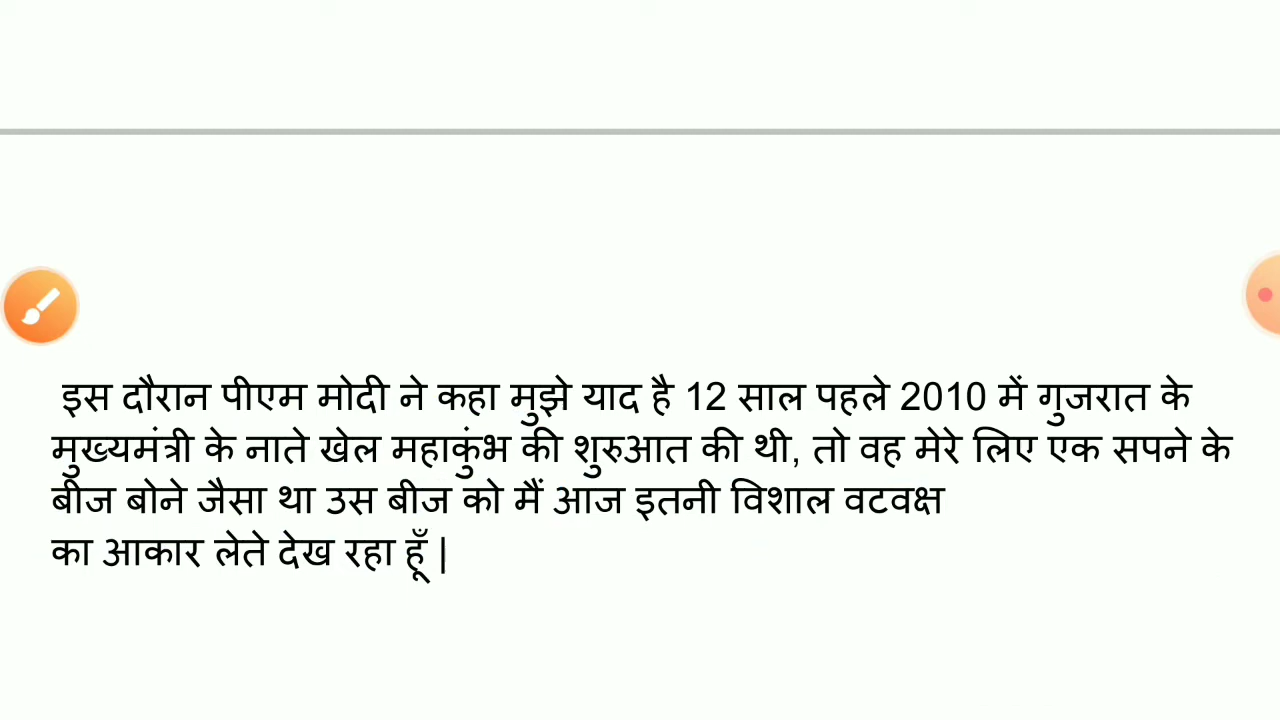 इस दौरान पीएम मोदी ने कहा मुझे याद है 12 साल पहले 2010 में गुजरात के
मुख्यमंत्री के नाते खेल महाकुंभ की शुरुआत की थी, तो वह मेरे लिए एक सपने के
बीज बोने जैसा था उस बीज को मैं आज इतनी विशाल वटवक्ष
का आकार लेते देख रहा हूँ |